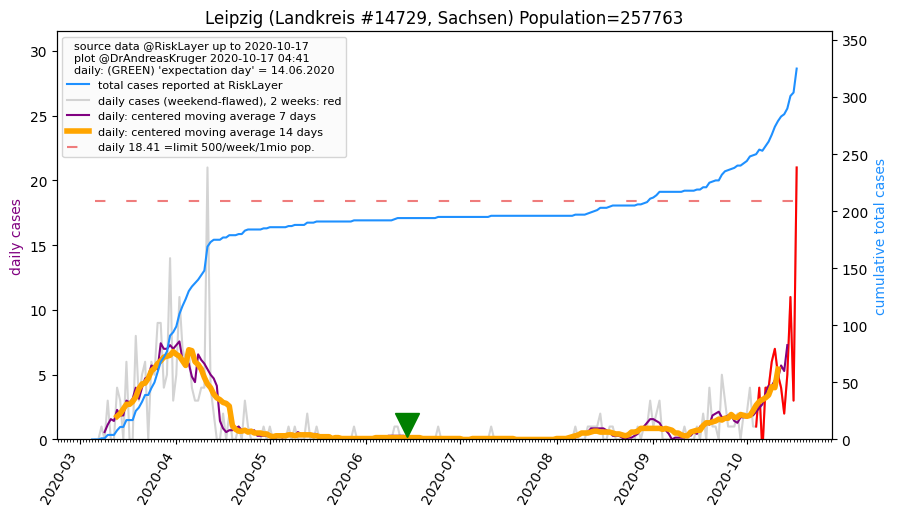 Leipzig (Landkreis #14729, Sachsen) Population=257763
source data @RiskLayer up to 2020-10-17
plot @DrAndreasKruger 2020-10-17 04:41
daily: (GREEN) 'expectation day' = 14.06.2020
total cases reported at RiskLayer
daily cases (weekend-flawed), 2 weeks: red
daily: centered moving average 7 days
daily: centered moving average 14 days
daily 18.41 =limit 500/week/1mio pop.
daily cases
30
25
20
15
10
5
0
cumulative total cases
350
300
250
200
150
100
50
0
2020-03
2020-04
2020-05
2020-06
2020-07
2020-08
2020-09
2020-10